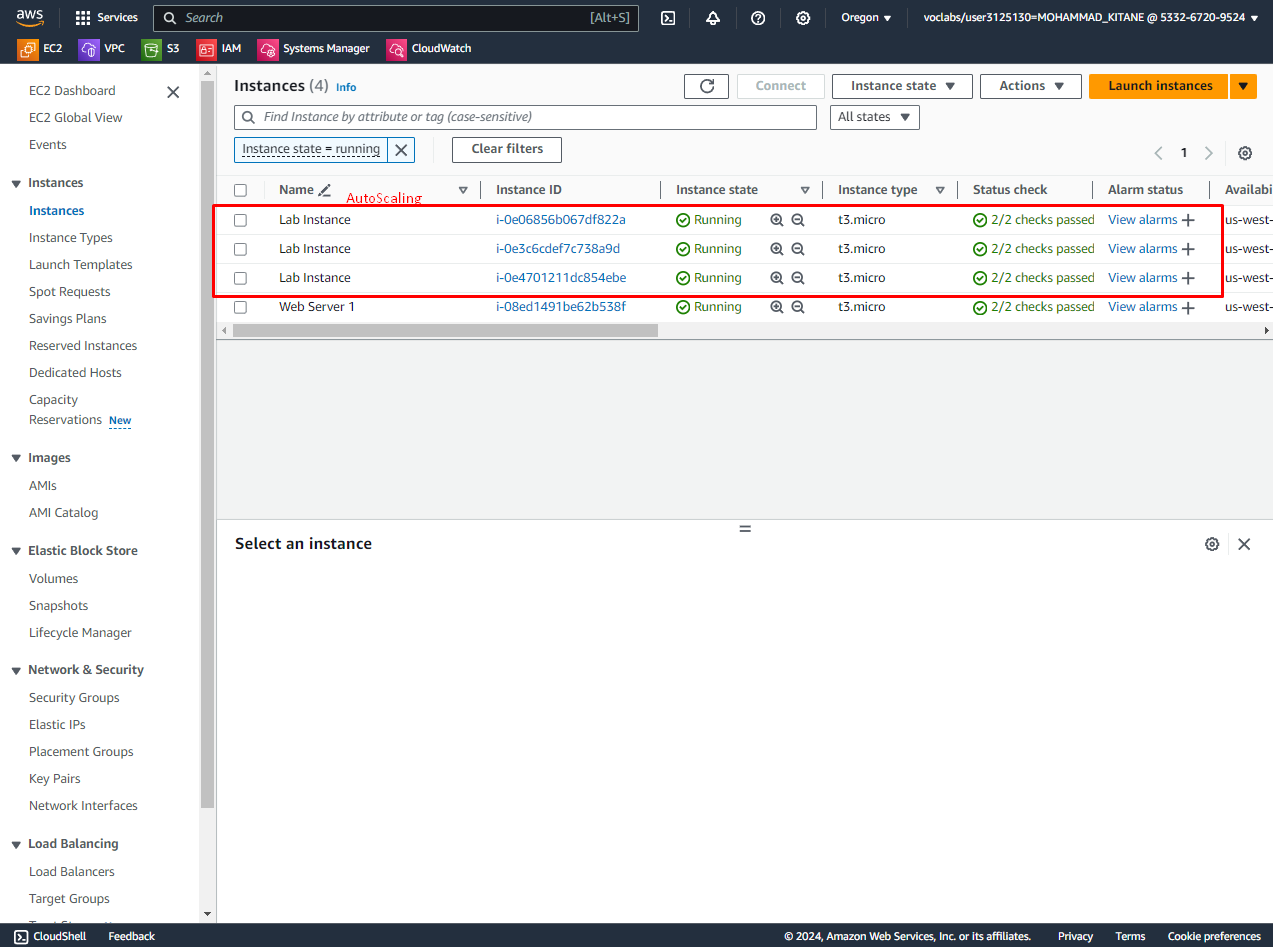 aws Services Search [Alt+S] Oregon voclabs/user3125130=MOHAMMAD_KITANE @ 5332-6720-9524
EC2 VPC S3 IAM Systems Manager CloudWatch
EC2 Dashboard
EC2 Global View
Events
Instances
Instances
Instance Types
Launch Templates
Spot Requests
Savings Plans
Reserved Instances
Dedicated Hosts
Capacity
Reservations New
Images
AMIs
AMI Catalog
Elastic Block Store
Volumes
Snapshots
Lifecycle Manager
Network & Security
Security Groups
Elastic IPs
Placement Groups
Key Pairs
Network Interfaces
Load Balancing
Load Balancers
Target Groups
Instances (4) Info Connect Instance state Actions Launch instances
Find Instance by attribute or tag (case-sensitive) All states
Instance state = running Clear filters 1
Name Instance ID Instance state Instance type Status check Alarm status Availabi
AutoScaling
Lab Instance i-0e06856b067df822a Running t3.micro 2/2 checks passed View alarms us-west-
Lab Instance i-0e3c6cdef7c738a9d Running t3.micro 2/2 checks passed View alarms us-west-
Lab Instance i-0e4701211dc854ebe Running t3.micro 2/2 checks passed View alarms us-west-
Web Server 1 i-08ed1491be62b538f Running t3.micro 2/2 checks passed View alarms us-west-
Select an instance
CloudShell Feedback © 2024, Amazon Web Services, Inc. or its affiliates. Privacy Terms Cookie preferences